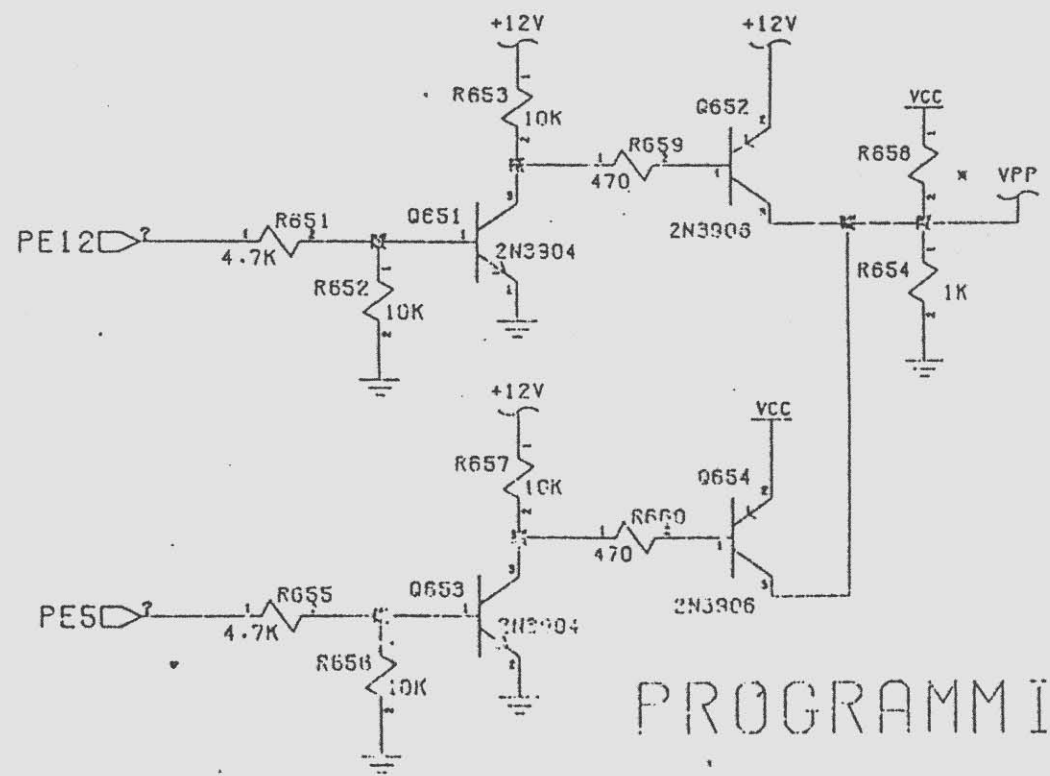 +12V
+12V
R653
10K
Q652
VCC
R659
470
R658
*
VPP
PE12
R651
4.7K
Q651
2N3904
2N3906
R652
10K
R654
1K
+12V
VCC
R657
10K
Q654
R660
470
PE5
R655
4.7K
Q653
2N3904
2N3906
R656
10K
PROGRAMMI